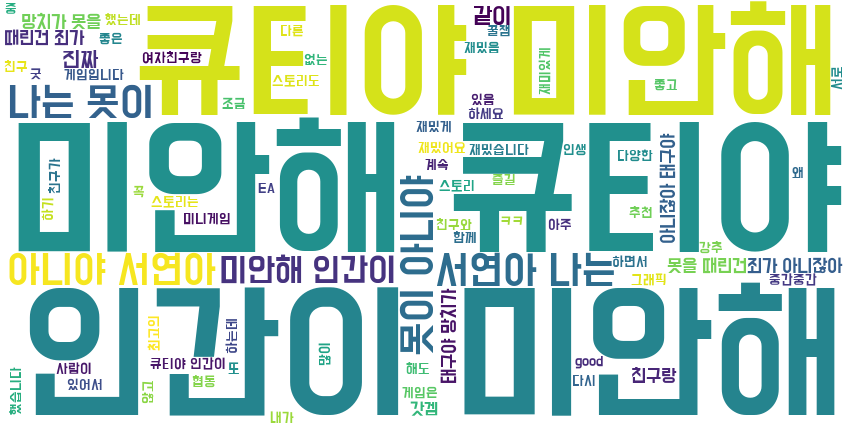 중
망치가 못을
했는데
때린건 죄가
좋은
친구
굿
진짜
게임입니다
여자친구랑
큐티야 미안해
다른
없는
스토리도
조금
같이
꿀잼
재밌음
재미있게
좋고
로서
나는 못이
있음
하세요
미안해 큐티야
재밌게
재밌어요
재밌습니다
인생
계속
즐길
스토리
다양한
아니잖아 태구야
왜
친구가
하기
꼭
스토리는
EA
미니게임
친구와
ㅋㅋ
아주
함께
추천
강추
아니야 서연아
미안해 인간이
못이 아니야
서연아 나는
하면서
못을 때린건
죄가 아니잖아
그래픽
중간중간
인간이 미안해
최고의
하는데
많이
태구야 망치가
큐티야 인간이
또
사람이
있어서
협동
않고
했습니다
내가
해도
게임은
갓겜
good
다시
친구랑